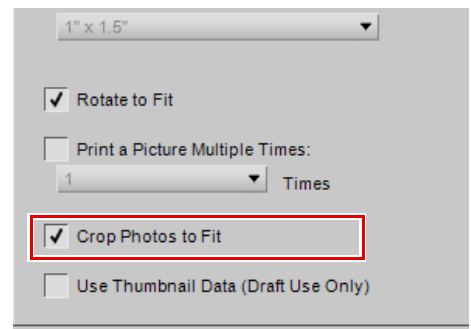 1" x 1.5"
Rotate to Fit
Print a Picture Multiple Times:
1 Times
Crop Photos to Fit
Use Thumbnail Data (Draft Use Only)